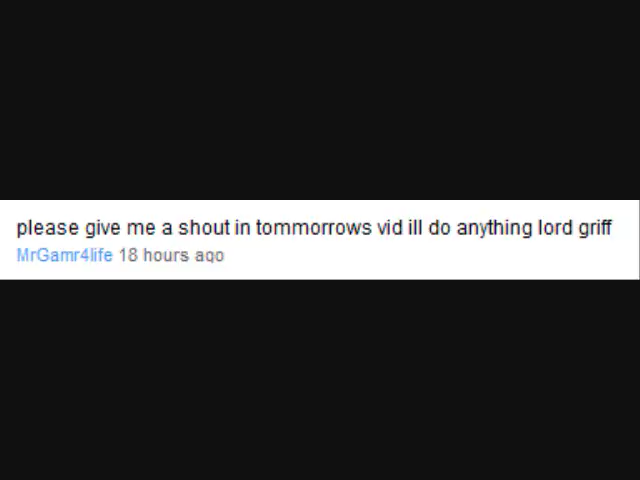 please give me a shout in tommorrows vid ill do anything lord griff
MrGamr4life 18 hours ago